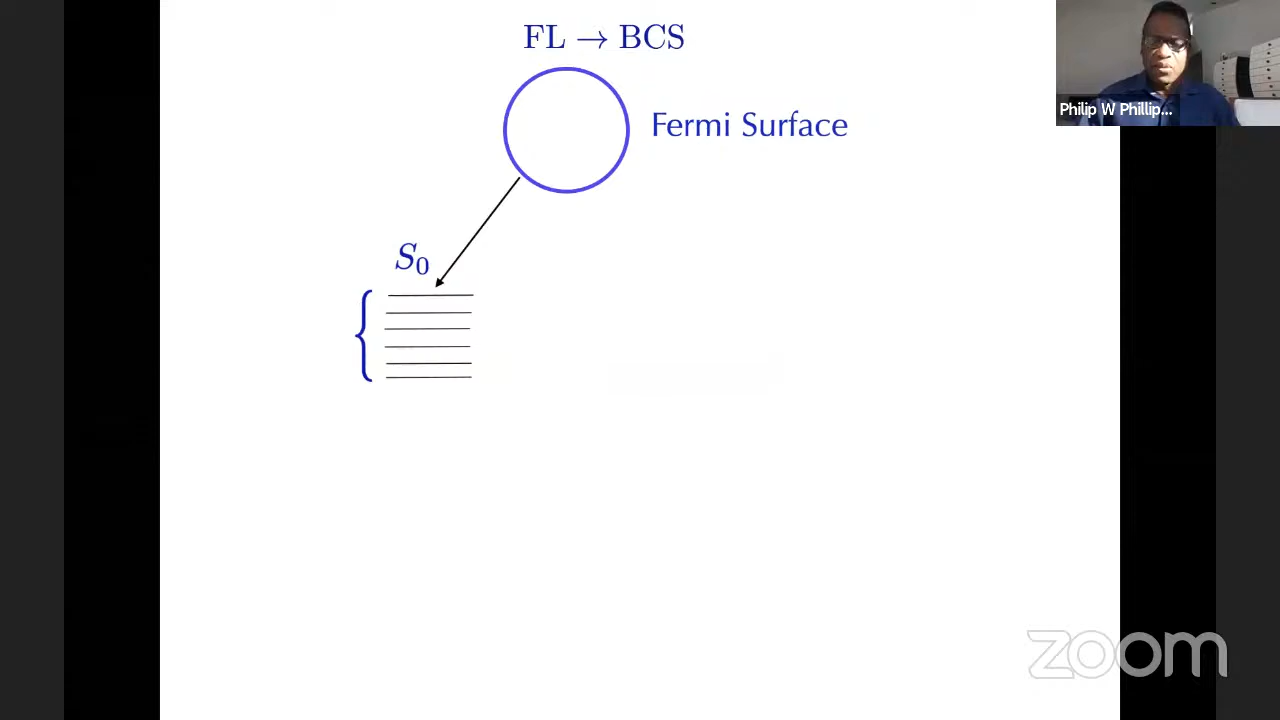 FL → BCS
Fermi Surface
S₀
Philip W Phillip...
zoom